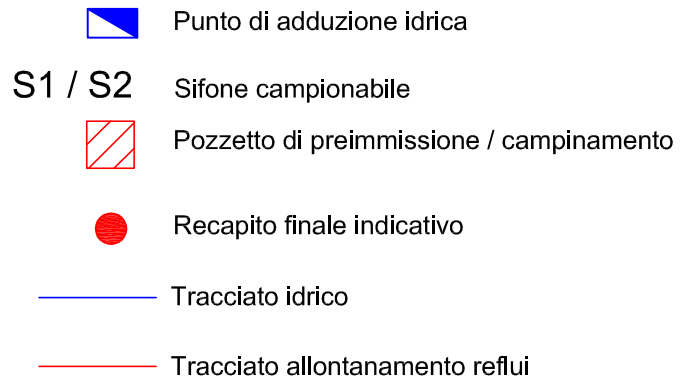 Punto di adduzione idrica
S1 / S2 Sifone campionabile
Pozzetto di preimmissione / campinamento
Recapito finale indicativo
Tracciato idrico
Tracciato allontanamento reflui